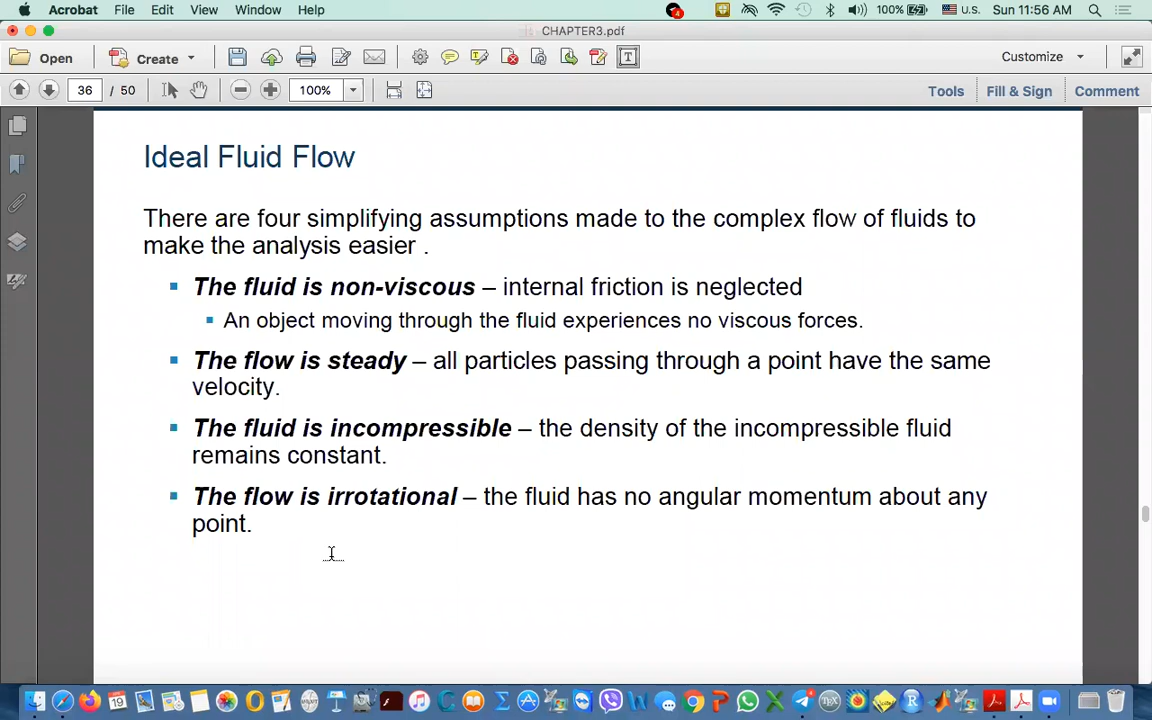 Acrobat File Edit View Window Help 4 100% U.S. Sun 11:56 AM
CHAPTER3.pdf
Open Create Customize
36 / 50 100% Tools Fill & Sign Comment
Ideal Fluid Flow
There are four simplifying assumptions made to the complex flow of fluids to
make the analysis easier .
▪ The fluid is non-viscous – internal friction is neglected
▪ An object moving through the fluid experiences no viscous forces.
▪ The flow is steady – all particles passing through a point have the same
velocity.
▪ The fluid is incompressible – the density of the incompressible fluid
remains constant.
▪ The flow is irrotational – the fluid has no angular momentum about any
point.